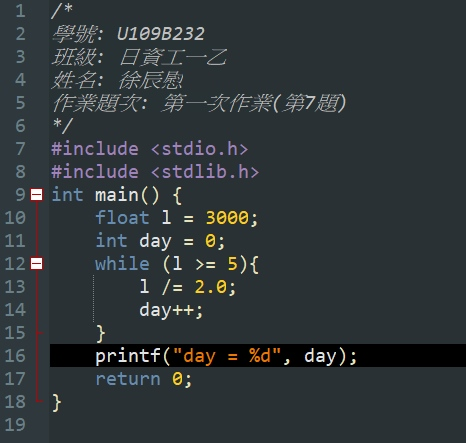 1 /*
2 學號: U109B232
3 班級: 日資工一乙
4 姓名: 徐辰懃
5 作業題次: 第一次作業(第7題)
6 */
7 #include <stdio.h>
8 #include <stdlib.h>
9 int main() {
10 float l = 3000;
11 int day = 0;
12 while (l >= 5){
13 l /= 2.0;
14 day++;
15 }
16 printf("day = %d", day);
17 return 0;
18 }
19